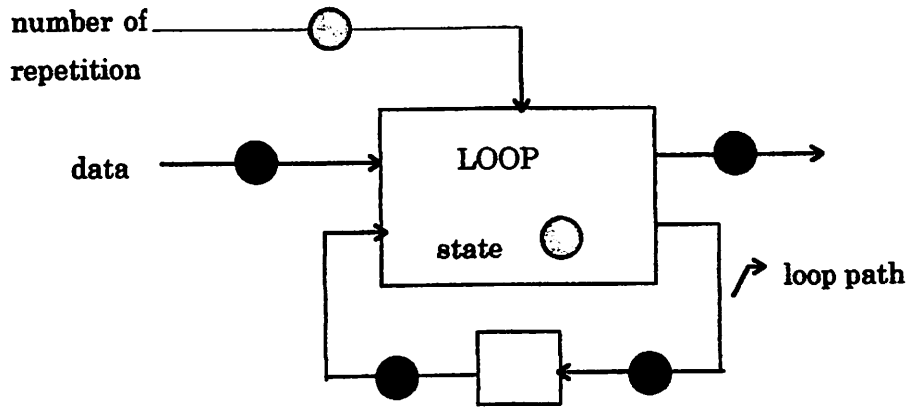 number of
repetition
data
LOOP
state
loop path